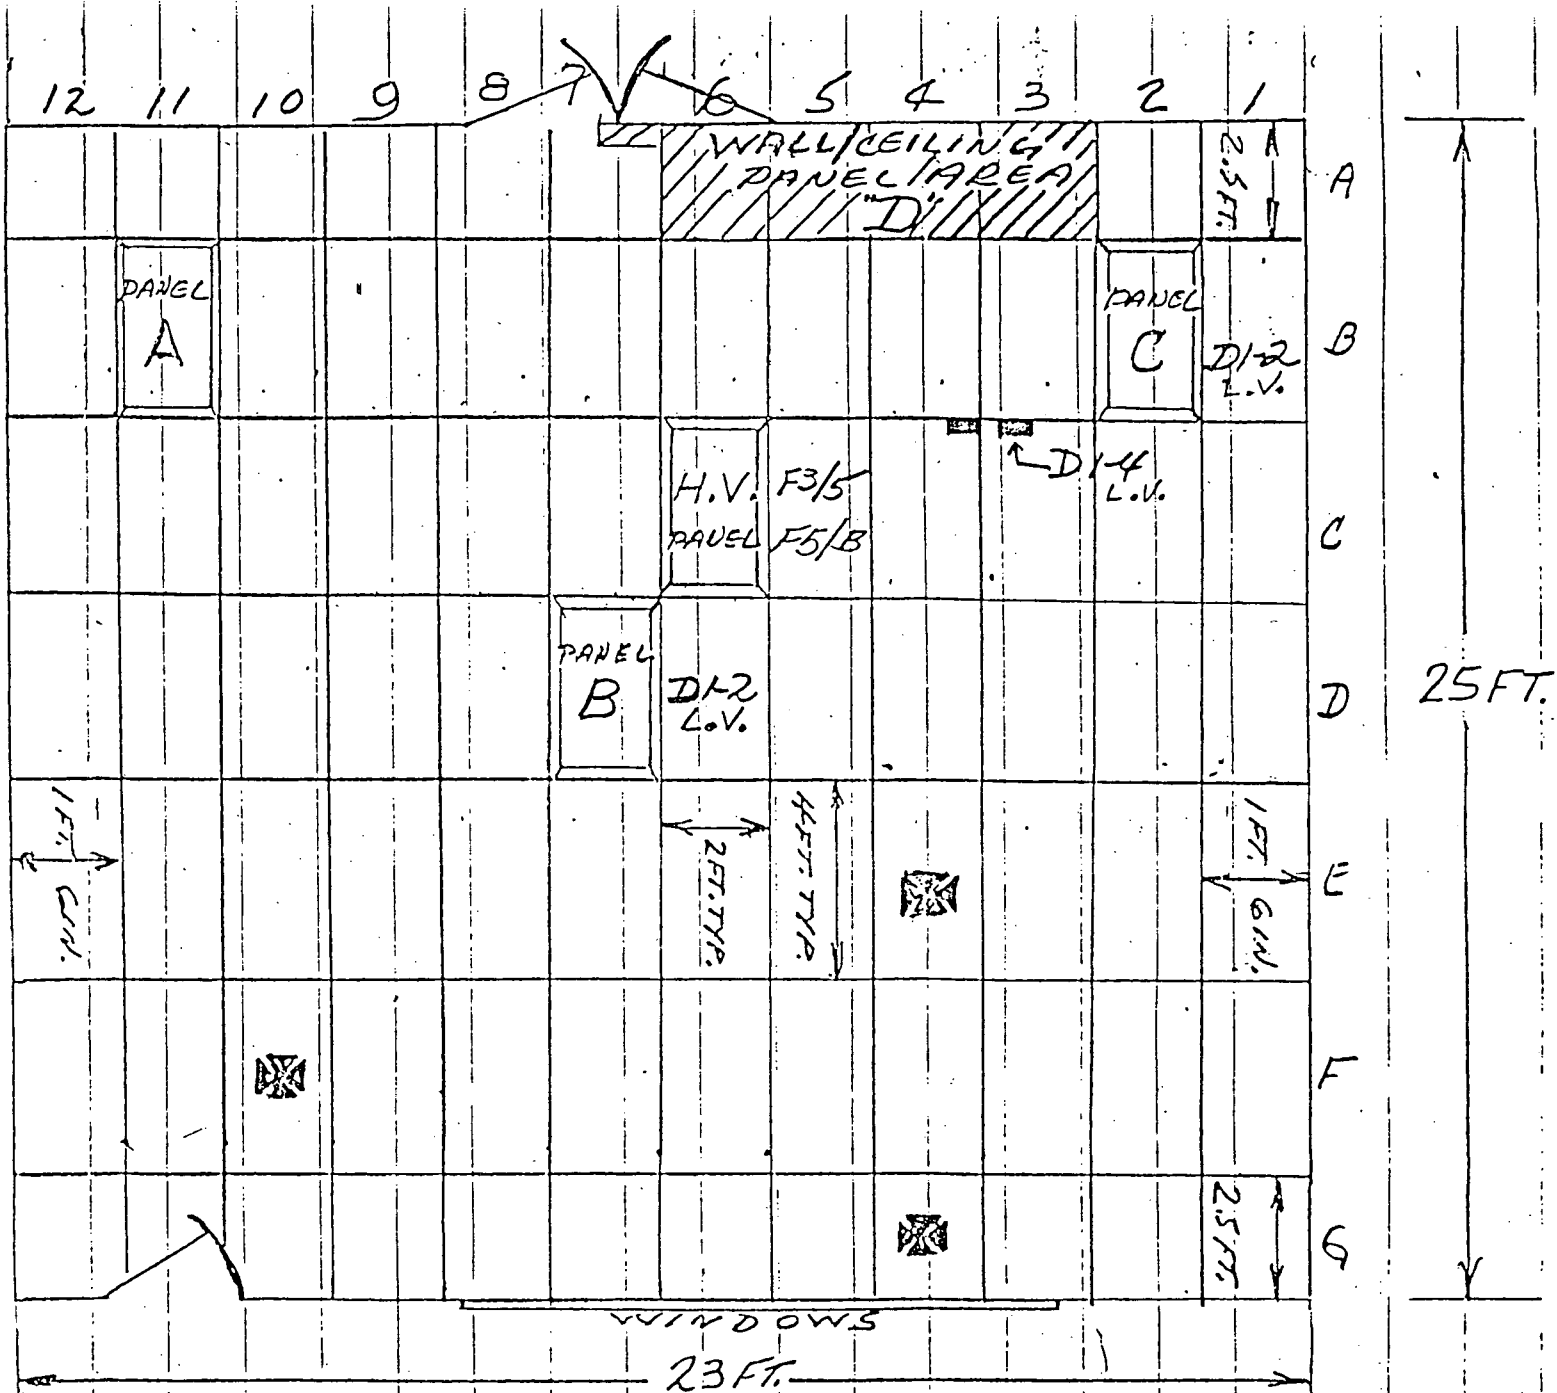 12 11 10 9 8 7 6 5 4 3 2 1
WALL/CEILING
PANEL/AREA
"D"
2.5 FT.
A
PANEL
A
PANEL
C
D1-2
L.V.
B
H.V.
PANEL
F3/5
F5/B
D1-4
L.V.
C
PANEL
B
D1-2
L.V.
D
25 FT.
1 FT. 6 IN.
2 FT. TYP.
4 FT. TYP.
1 FT. 6 IN.
E
F
2.5 FT.
G
WINDOWS
23 FT.